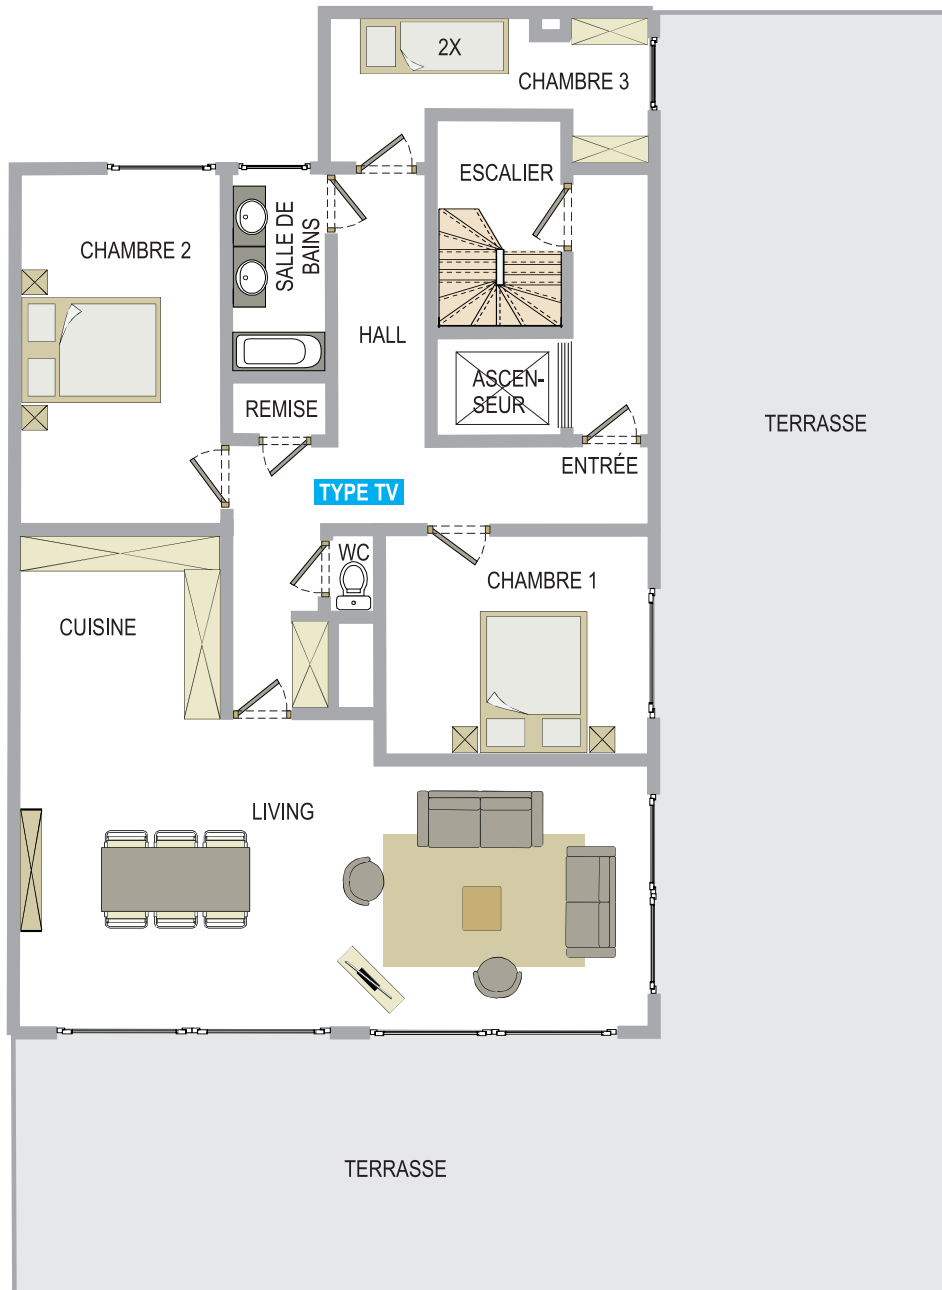 2X
CHAMBRE 3
ESCALIER
CHAMBRE 2
SALLE DE
BAINS
HALL
ASCEN-
SEUR
REMISE
TERRASSE
ENTRÉE
TYPE TV
WC
CHAMBRE 1
CUISINE
LIVING
TERRASSE